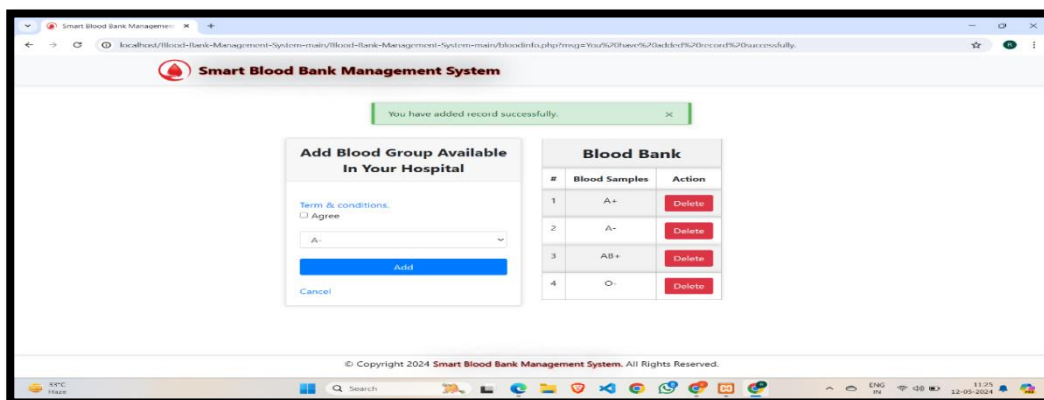 Smart Blood Bank Management
localhost/Blood-Bank-Management-System-main/Blood-Bank-Management-System-main/bloodinfo.php?msg=You%20have%20added%20record%20successfully.
B
Smart Blood Bank Management System
You have added record successfully. ×
Add Blood Group Available
In Your Hospital
Term & conditions.
Agree
A-
Add
Cancel
Blood Bank
# Blood Samples Action
1 A+ Delete
2 A- Delete
3 AB+ Delete
4 O- Delete
© Copyright 2024 Smart Blood Bank Management System. All Rights Reserved.
Haze
Search
ENG
IN
11:25
12-05-2024